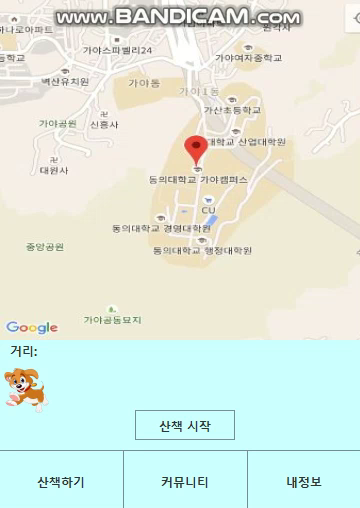 www.BANDICAM.com
하나로아파트
가야스파벨리24
가야여자중학교
등학교
벽산유치원
가야동
가야1동
가산초등학교
가야공원
신흥사
대학교 산업대학원
대원사
동의대학교 가야캠퍼스
CU
동의대학교 경영대학원
중앙공원
동의대학교 행정대학원
가야공동묘지
Google
거리:
산책 시작
산책하기
커뮤니티
내정보